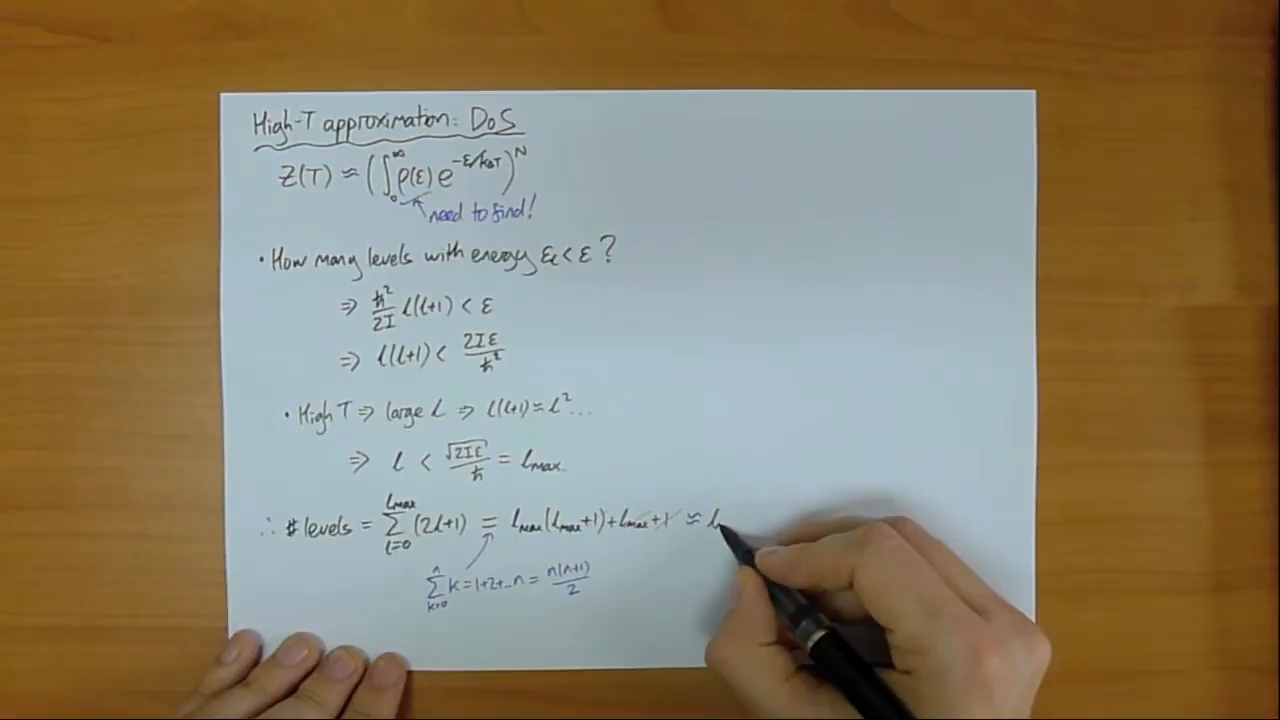 High-T approximation: DoS
Z(T) ≈ (∫₀^∞ ρ(ε) e^{-ε/k_BT})^N
need to find!
· How many levels with energy ε_l < ε ?
⇒ ħ²/2I l(l+1) < ε
⇒ l(l+1) < 2Iε/ħ²
· High T ⇒ large l ⇒ l(l+1) ≈ l² ...
⇒ l < √(2Iε)/ħ = l_max.
∴ # levels = Σ_{l=0}^{l_max} (2l+1) = l_max(l_max+1) + l_max + 1 ≈ l
Σ_{k=0}^{n} k = 1+2+...n = n(n+1)/2